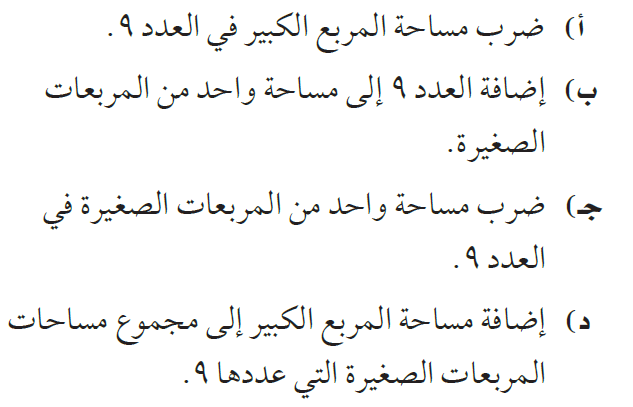 أ) ضرب مساحة المربع الكبير في العدد ٩.
ب) إضافة العدد ٩ إلى مساحة واحد من المربعات
الصغيرة.
جـ) ضرب مساحة واحد من المربعات الصغيرة في
العدد ٩.
د) إضافة مساحة المربع الكبير إلى مجموع مساحات
المربعات الصغيرة التي عددها ٩.